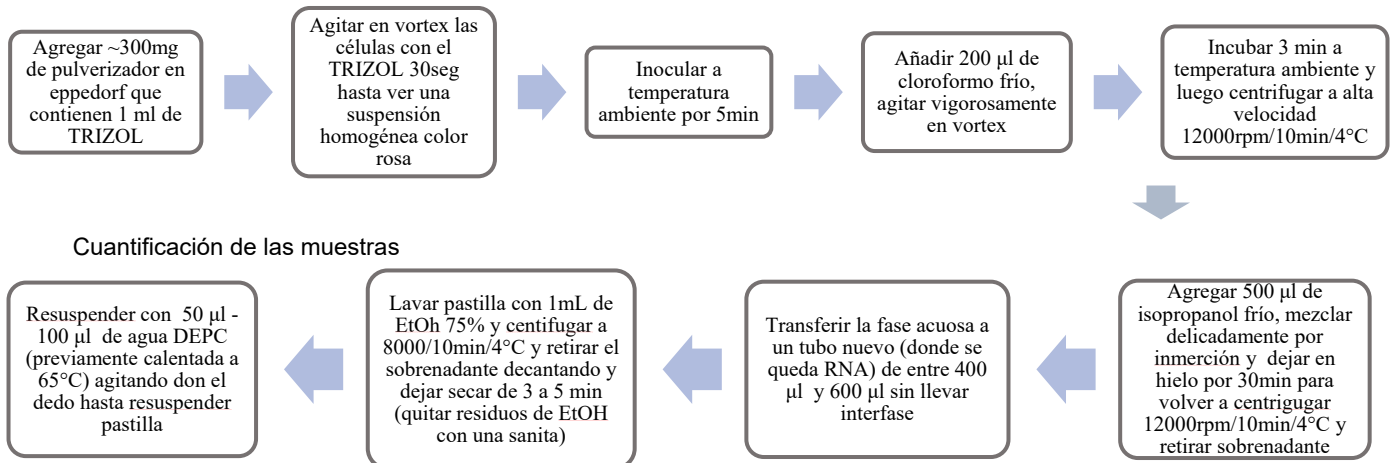 Agregar ~300mg
de pulverizador en
eppedorf que
contienen 1 ml de
TRIZOL
Agitar en vortex las
células con el
TRIZOL 30seg
hasta ver una
suspensión
homogénea color
rosa
Inocular a
temperatura
ambiente por 5min
Añadir 200 µl de
cloroformo frío,
agitar vigorosamente
en vortex
Incubar 3 min a
temperatura ambiente y
luego centrifugar a alta
velocidad
12000rpm/10min/4°C
Cuantificación de las muestras
Agregar 500 µl de
isopropanol frío, mezclar
delicadamente por
inmerción y dejar en
hielo por 30min para
volver a centrigugar
12000rpm/10min/4°C y
retirar sobrenadante
Transferir la fase acuosa a
un tubo nuevo (donde se
queda RNA) de entre 400
µl y 600 µl sin llevar
interfase
Lavar pastilla con 1mL de
EtOh 75% y centifugar a
8000/10min/4°C y retirar el
sobrenadante decantando y
dejar secar de 3 a 5 min
(quitar residuos de EtOH
con una sanita)
Resuspender con 50 µl -
100 µl de agua DEPC
(previamente calentada a
65°C) agitando don el
dedo hasta resuspender
pastilla